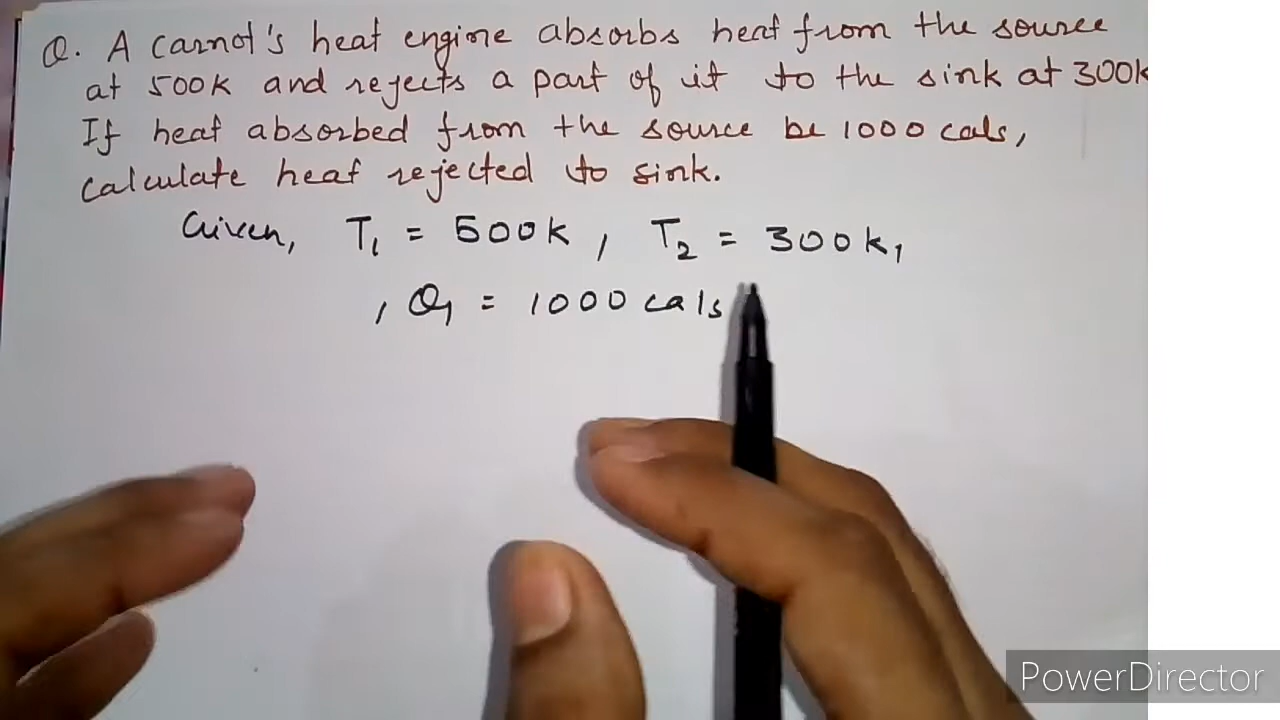 Q. A Carnot's heat engine absorbs heat from the source
at 500K and rejects a part of it to the sink at 300K
If heat absorbed from the source be 1000 cals,
calculate heat rejected to sink.
Given, T₁ = 500K, T₂ = 300K,
, Q₁ = 1000 cals
PowerDirector